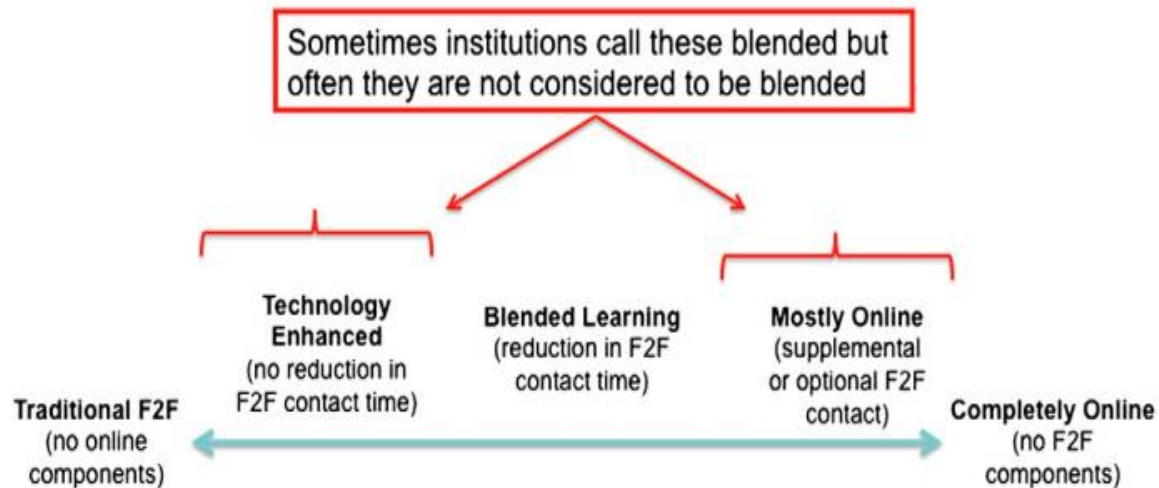 Sometimes institutions call these blended but
often they are not considered to be blended
Technology
Enhanced
(no reduction in
F2F contact time)
Blended Learning
(reduction in F2F
contact time)
Mostly Online
(supplemental
or optional F2F
contact)
Traditional F2F
(no online
components)
Completely Online
(no F2F
components)